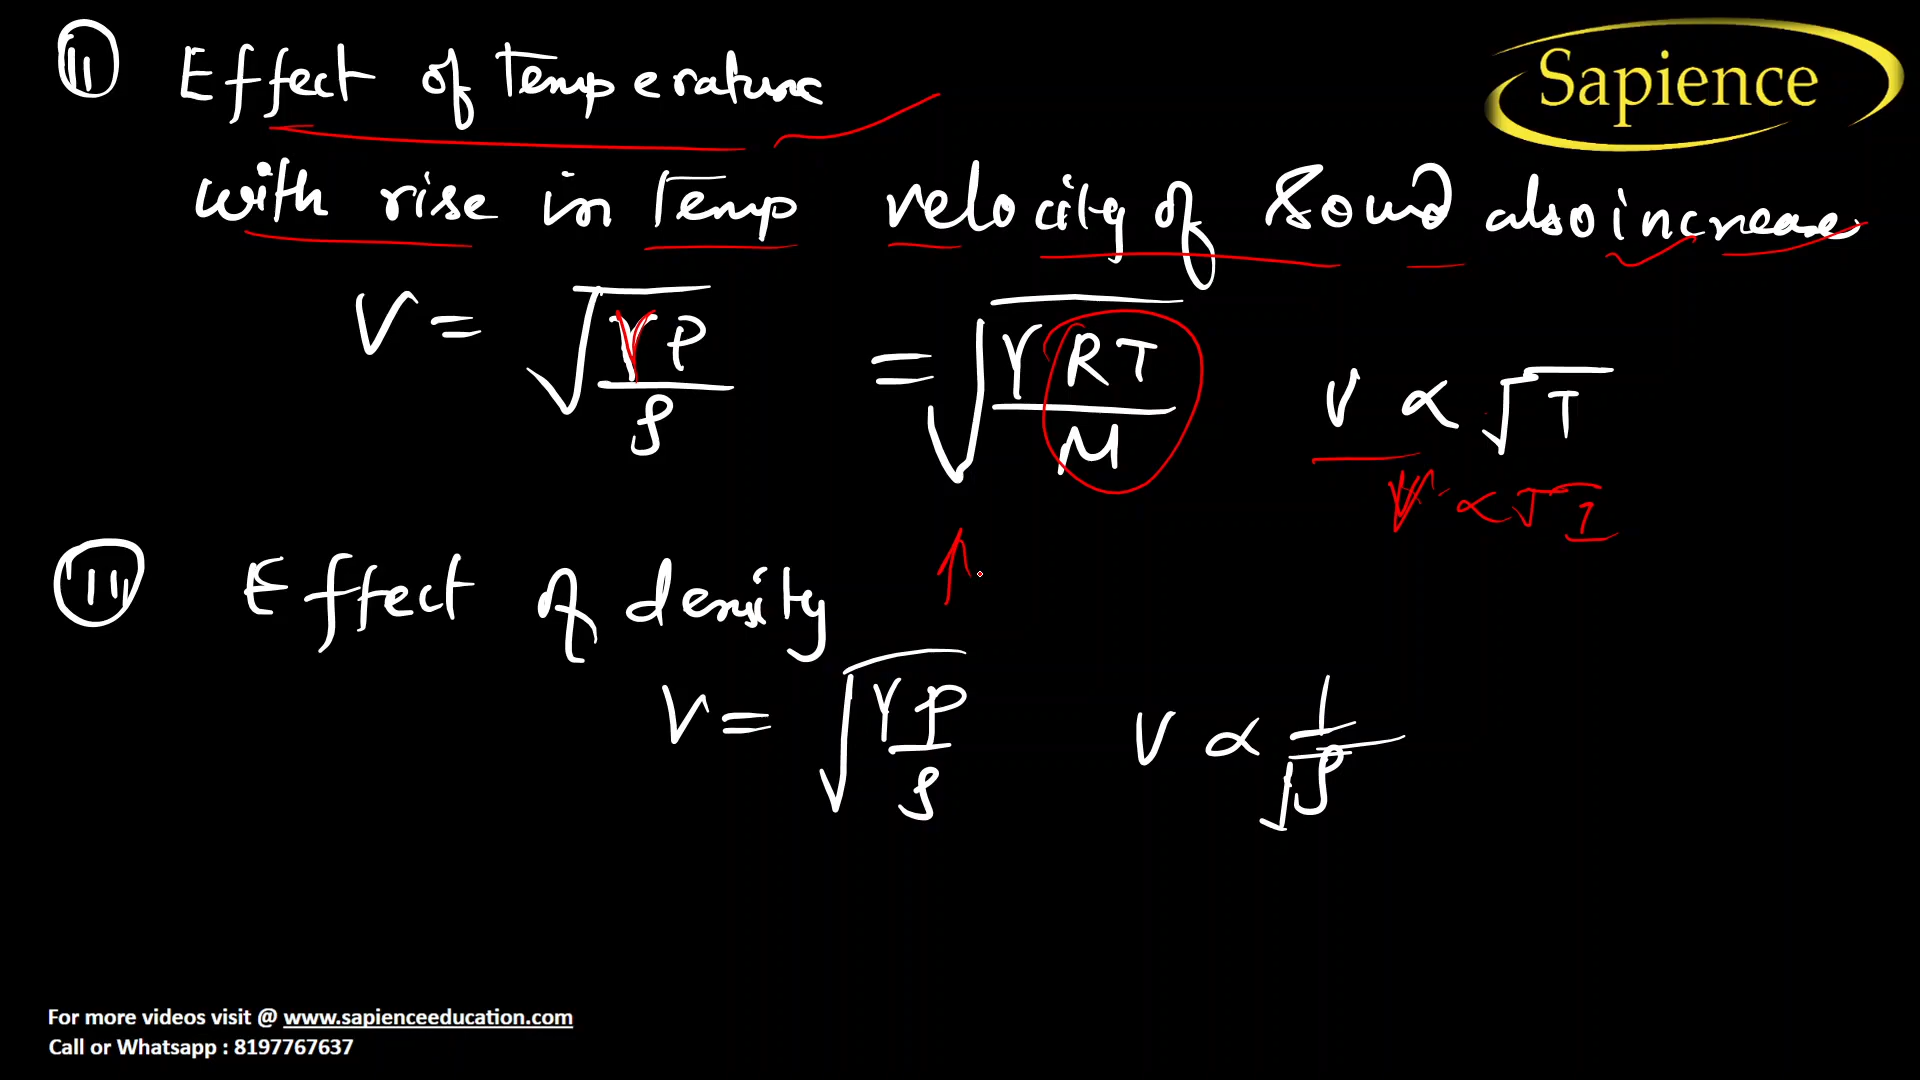 Sapience
(ii) Effect of Temperature
with rise in Temp velocity of Sound also increase
V = √(γP/ρ) = √(γRT/M) V ∝ √T
V ∝ √T
(iii) Effect of density
V = √(γP/ρ) V ∝ 1/√ρ
For more videos visit @ www.sapienceeducation.com
Call or Whatsapp : 8197767637